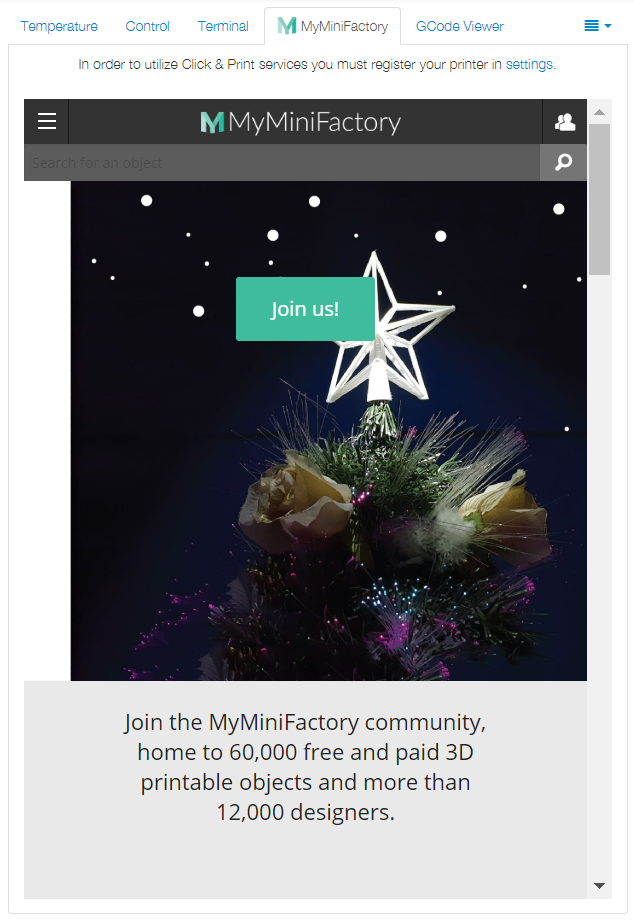 Temperature Control Terminal MyMiniFactory GCode Viewer
In order to utilize Click & Print services you must register your printer in settings.
MyMiniFactory
Search for an object
Join us!
Join the MyMiniFactory community,
home to 60,000 free and paid 3D
printable objects and more than
12,000 designers.